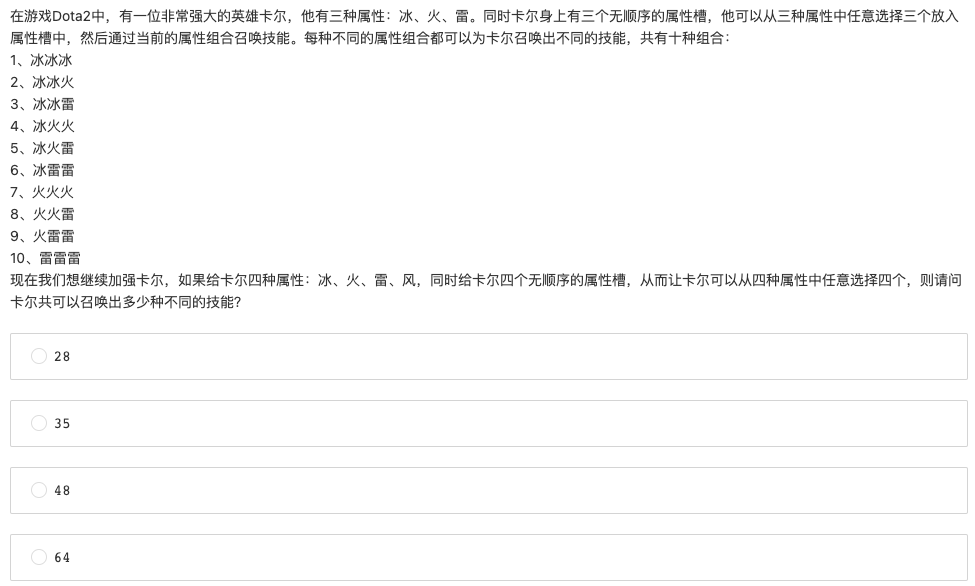 在游戏Dota2中，有一位非常强大的英雄卡尔，他有三种属性：冰、火、雷。同时卡尔身上有三个无顺序的属性槽，他可以从三种属性中任意选择三个放入
属性槽中，然后通过当前的属性组合召唤技能。每种不同的属性组合都可以为卡尔召唤出不同的技能，共有十种组合：
1、冰冰冰
2、冰冰火
3、冰冰雷
4、冰火火
5、冰火雷
6、冰雷雷
7、火火火
8、火火雷
9、火雷雷
10、雷雷雷
现在我们想继续加强卡尔，如果给卡尔四种属性：冰、火、雷、风，同时给卡尔四个无顺序的属性槽，从而让卡尔可以从四种属性中任意选择四个，则请问
卡尔共可以召唤出多少种不同的技能?
28
35
48
64